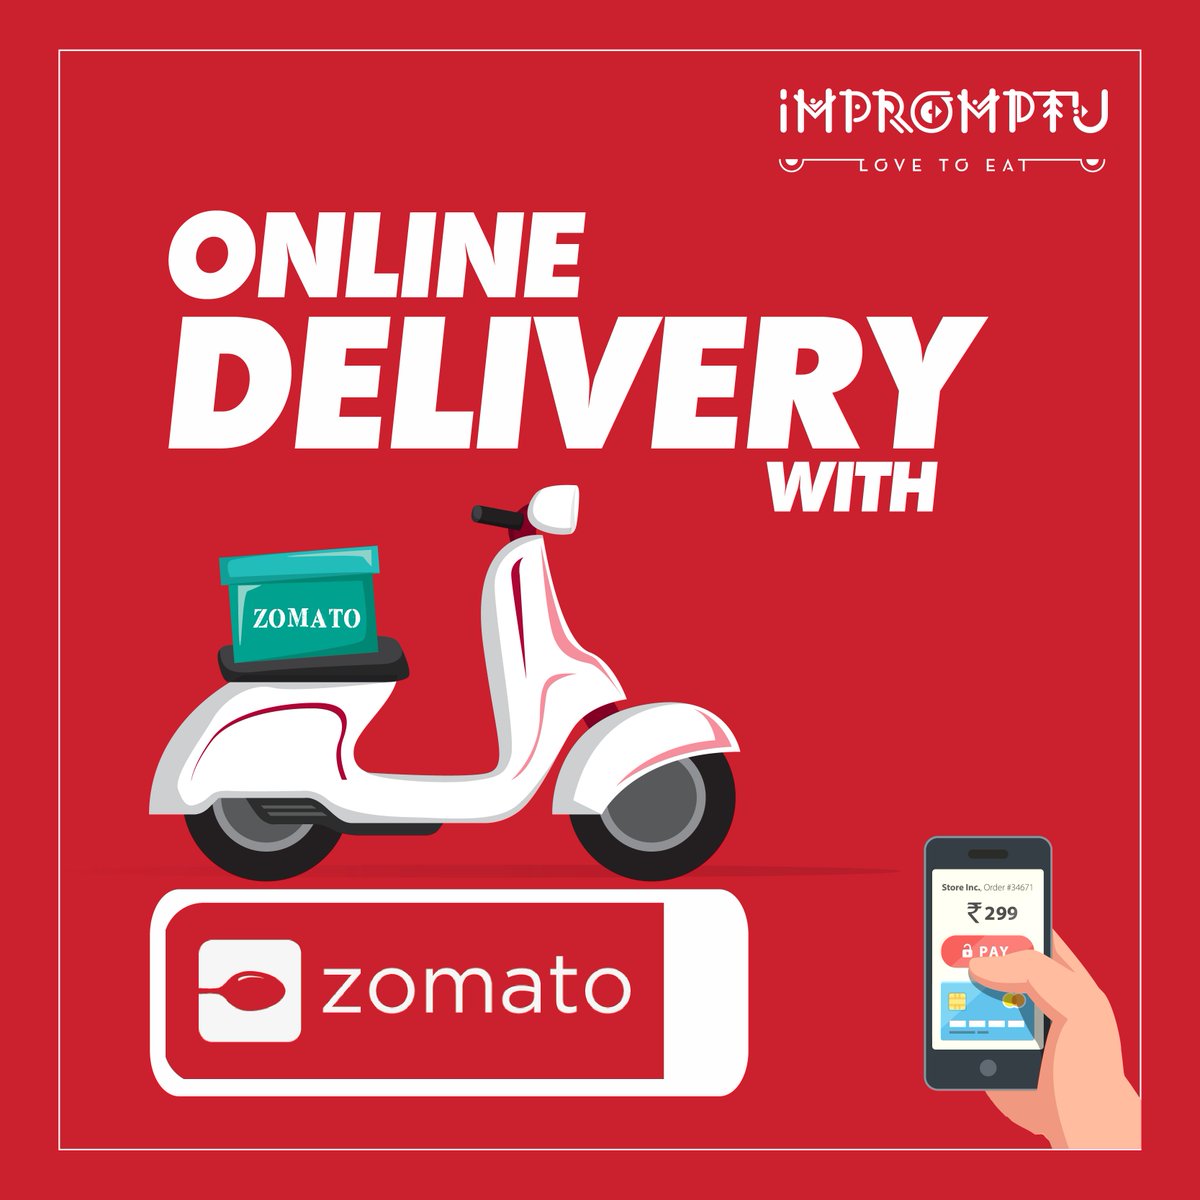 iMPROMPTU
LOVE TO EAT
ONLINE
DELIVERY
WITH
ZOMATO
zomato
Store Inc., Order #34671
₹ 299
PAY